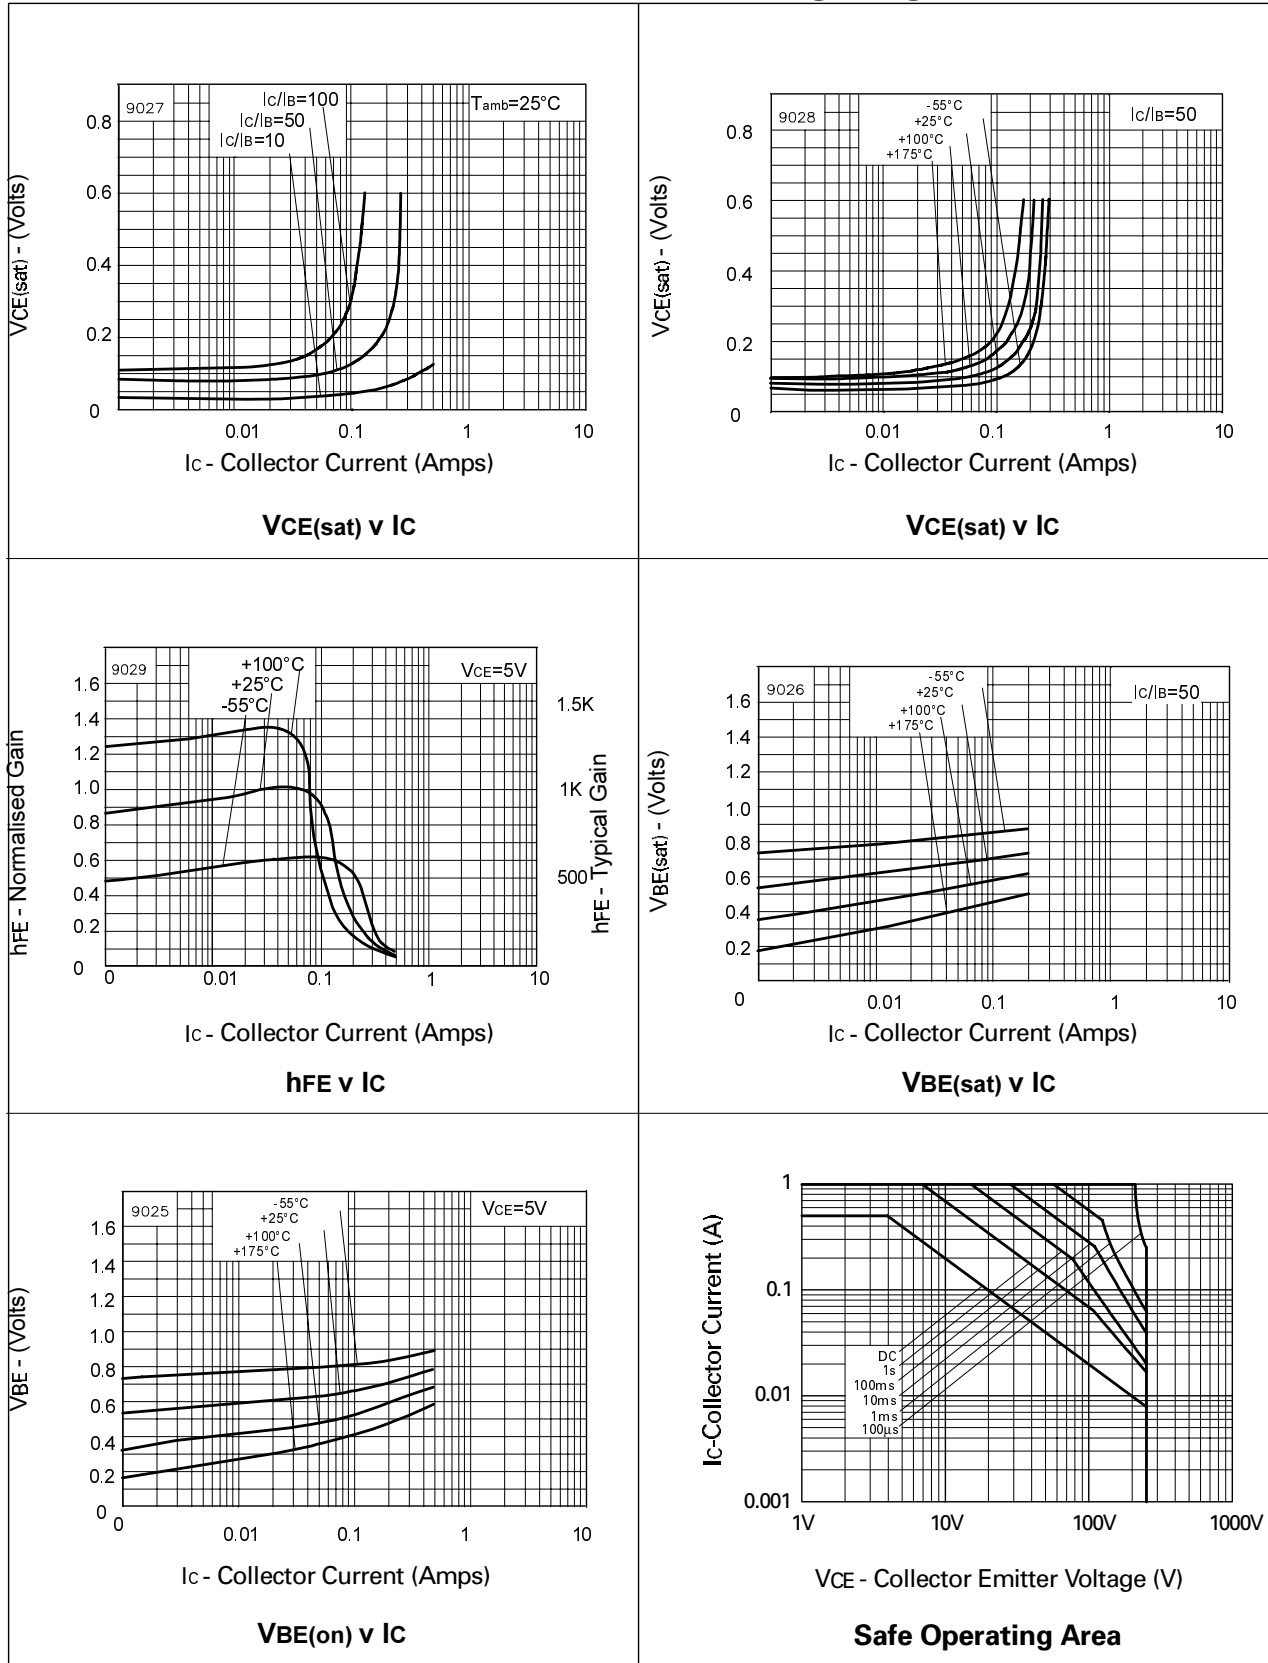 9027
IC/IB=100
IC/IB=50
IC/IB=10
Tamb=25°C
0.8
0.6
0.4
0.2
0
0.01
0.1
1
10
VCE(sat) - (Volts)
IC - Collector Current (Amps)
VCE(sat) v IC
9028
-55°C
+25°C
+100°C
+175°C
IC/IB=50
0.8
0.6
0.4
0.2
0
0.01
0.1
1
10
VCE(sat) - (Volts)
IC - Collector Current (Amps)
VCE(sat) v IC
9029
+100°C
+25°C
-55°C
VCE=5V
1.6
1.4
1.2
1.0
0.8
0.6
0.4
0.2
0
1.5K
1K
500
0
0.01
0.1
1
10
hFE - Normalised Gain
hFE - Typical Gain
IC - Collector Current (Amps)
hFE v IC
9026
-55°C
+25°C
+100°C
+175°C
IC/IB=50
1.6
1.4
1.2
1.0
0.8
0.6
0.4
0.2
0
0.01
0.1
1
10
VBE(sat) - (Volts)
IC - Collector Current (Amps)
VBE(sat) v IC
9025
-55°C
+25°C
+100°C
+175°C
VCE=5V
1.6
1.4
1.2
1.0
0.8
0.6
0.4
0.2
0
0
0.01
0.1
1
10
VBE - (Volts)
IC - Collector Current (Amps)
VBE(on) v IC
1
0.1
0.01
0.001
DC
1s
100ms
10ms
1ms
100µs
1V
10V
100V
1000V
IC-Collector Current (A)
VCE - Collector Emitter Voltage (V)
Safe Operating Area